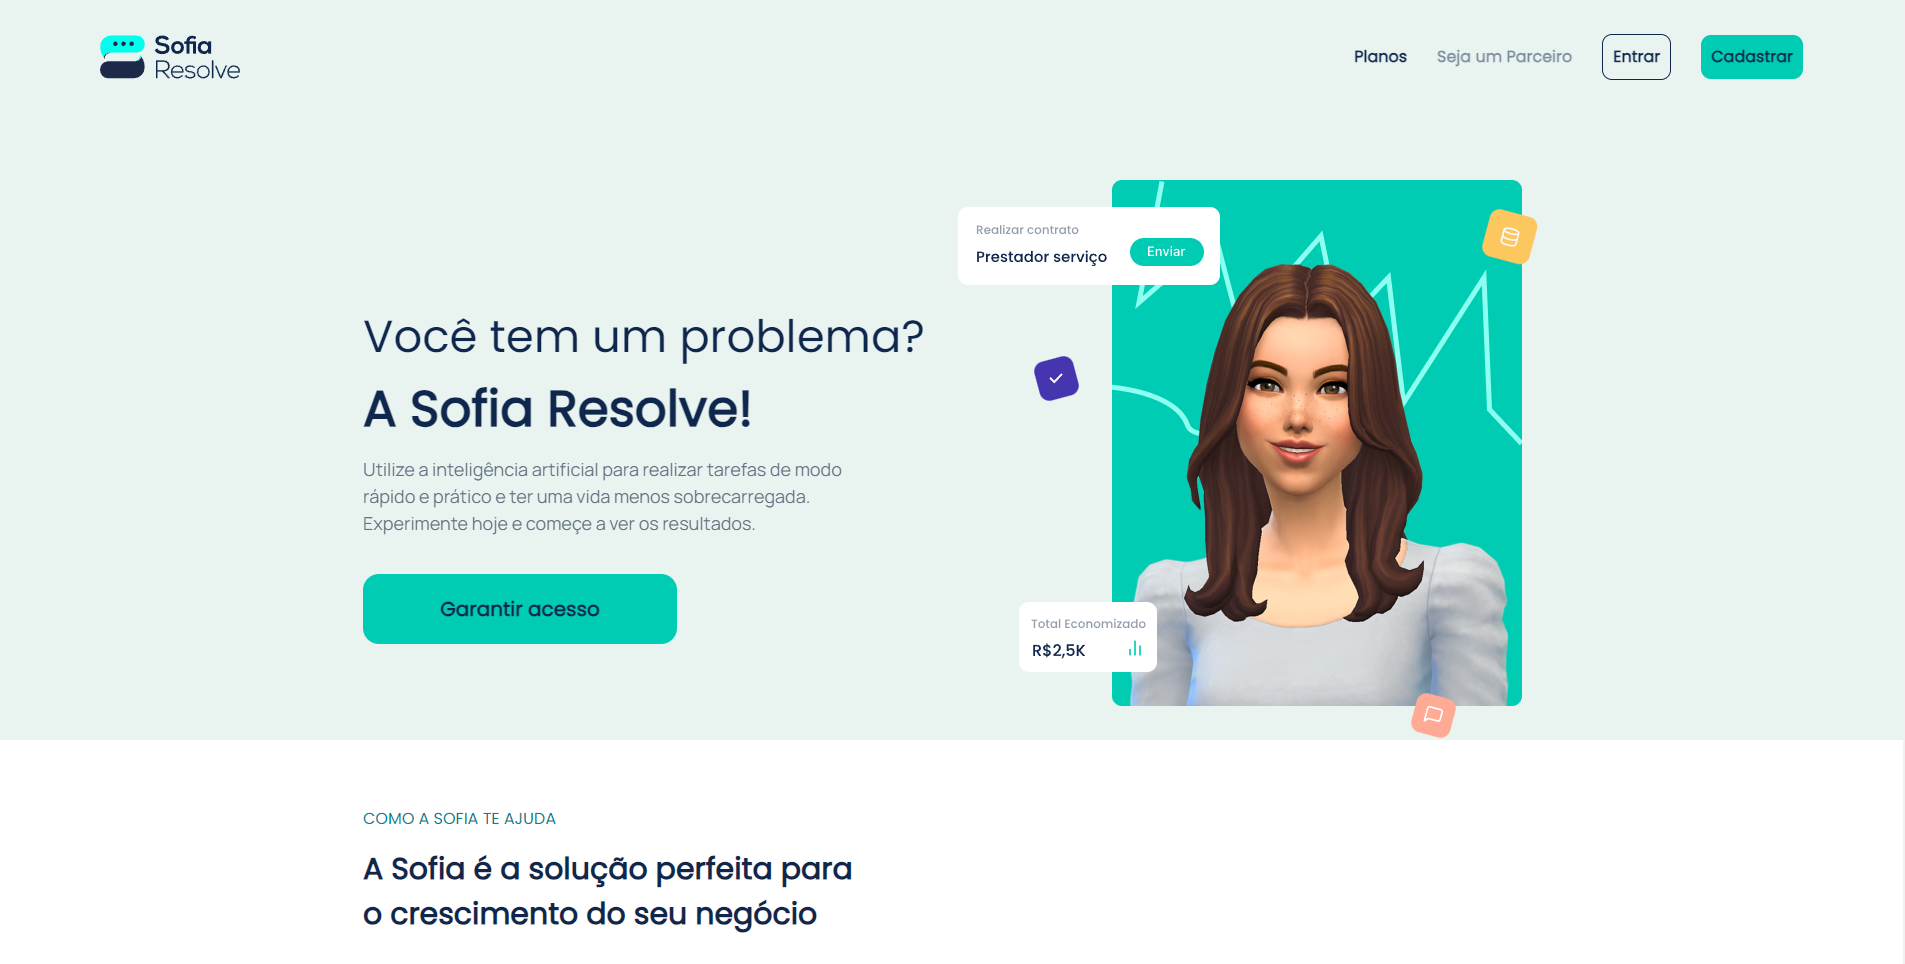 Sofia
Resolve
Planos
Seja um Parceiro
Entrar
Cadastrar
Realizar contrato
Prestador serviço
Enviar
Você tem um problema?
A Sofia Resolve!
Utilize a inteligência artificial para realizar tarefas de modo
rápido e prático e ter uma vida menos sobrecarregada.
Experimente hoje e começe a ver os resultados.
Garantir acesso
Total Economizado
R$2,5K
COMO A SOFIA TE AJUDA
A Sofia é a solução perfeita para
o crescimento do seu negócio